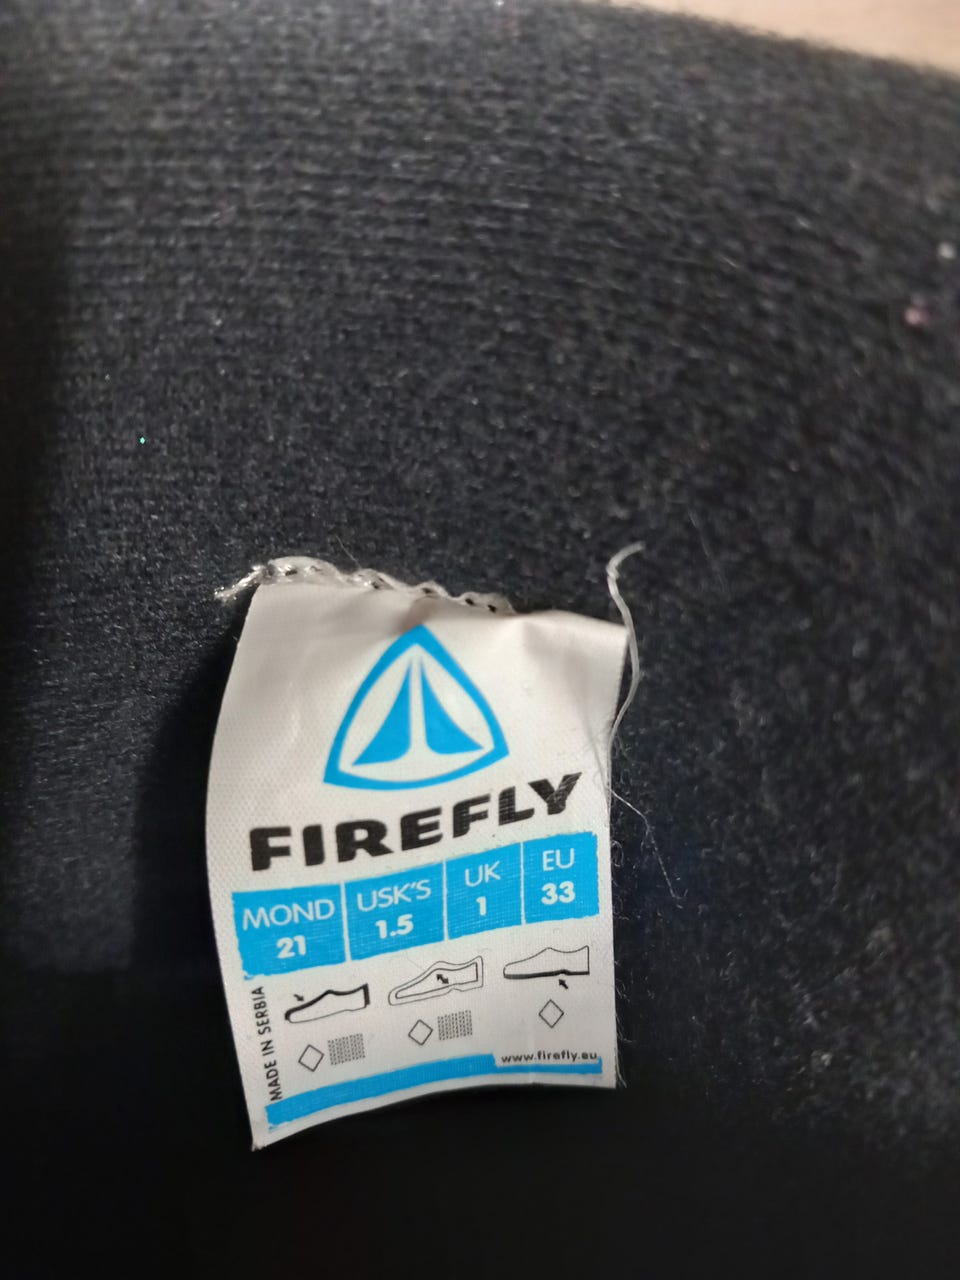 FIREFLY
MOND USK'S UK EU
21 1.5 1 33
MADE IN SERBIA
www.firefly.eu